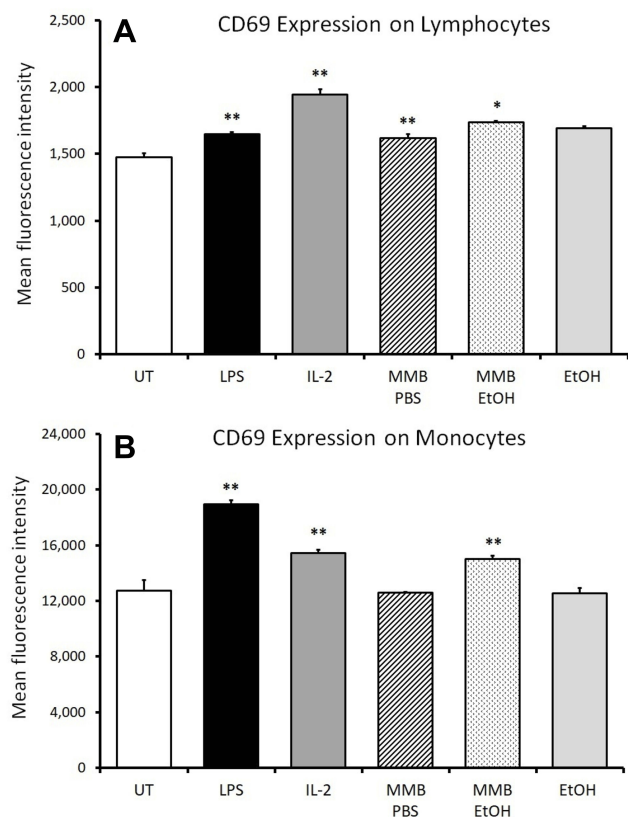 A
CD69 Expression on Lymphocytes
Mean fluorescence intensity
2,500
2,000
1,500
1,000
500
0
**
**
**
*
UT
LPS
IL-2
MMB
PBS
MMB
EtOH
EtOH
B
CD69 Expression on Monocytes
Mean fluorescence intensity
24,000
20,000
16,000
12,000
8,000
4,000
0
**
**
**
UT
LPS
IL-2
MMB
PBS
MMB
EtOH
EtOH